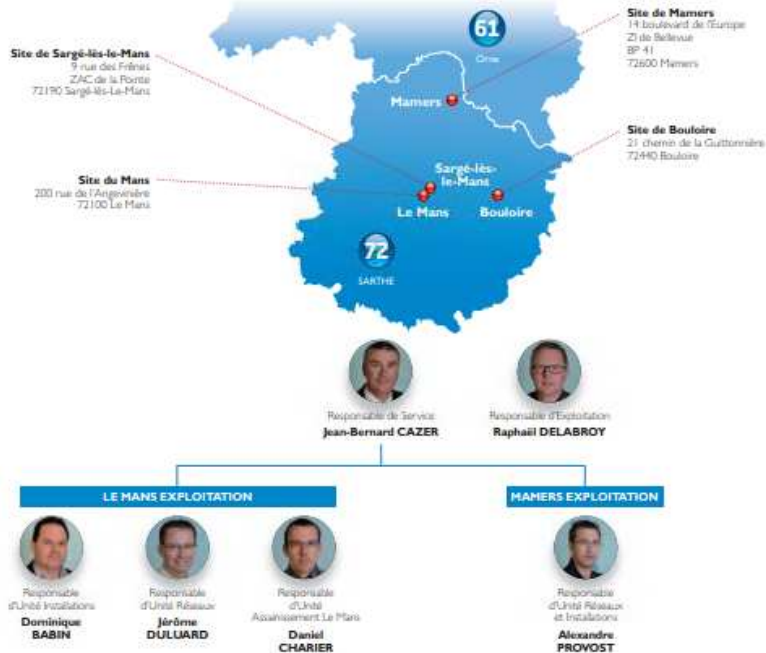 Site de Sargé-lès-le-Mans
9 rue des Frênes
ZAC de la Pointe
72190 Sargé-lès-Le-Mans
Site du Mans
200 rue de l'Angevinière
72100 Le Mans
61
Orne
Mamers
Sargé-lès-
le-Mans
Le Mans
Bouloire
72
SARTHE
Site de Mamers
14 boulevard de l'Europe
ZI de Bellevue
BP 41
72600 Mamers
Site de Bouloire
21 chemin de la Guittonnière
72440 Bouloire
Responsable de Service
Jean-Bernard CAZER
Responsable d'Exploitation
Raphaël DELABROY
LE MANS EXPLOITATION
MAMERS EXPLOITATION
Responsable
d'Unité Installations
Dominique
BABIN
Responsable
d'Unité Réseaux
Jérôme
DULUARD
Responsable
d'Unité
Assainissement Le Mans
Daniel
CHARIER
Responsable
d'Unité Réseaux
et Installations
Alexandre
PROVOST